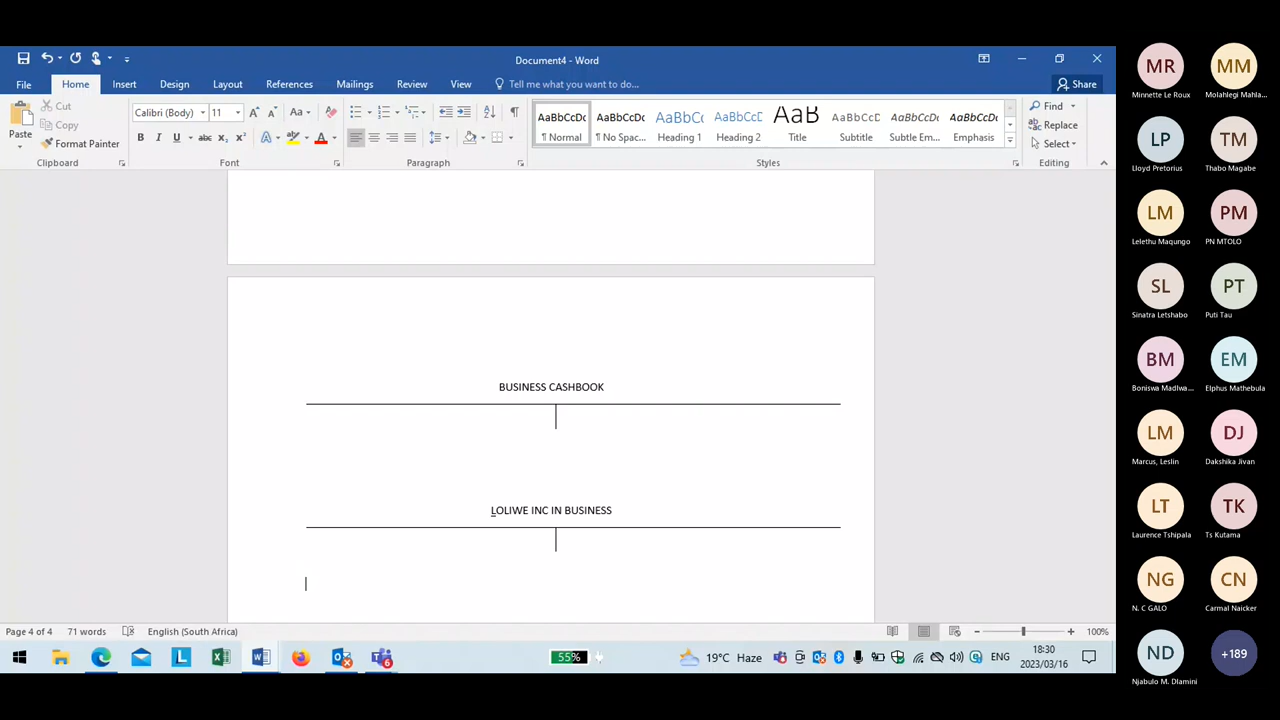 Document4 - Word
File Home Insert Design Layout References Mailings Review View Tell me what you want to do... Share
Paste
Cut
Copy
Format Painter
Clipboard
Calibri (Body) 11
Font
Paragraph
AaBbCcDc AaBbCcDc AaBbCc AaBbCcD AaB AaBbCcD AaBbCcDc AaBbCcDc
¶ Normal ¶ No Spac... Heading 1 Heading 2 Title Subtitle Subtle Em... Emphasis
Styles
Find
Replace
Select
Editing
BUSINESS CASHBOOK
LOLIWE INC IN BUSINESS
Page 4 of 4 71 words English (South Africa) 100%
55% 19°C Haze ENG 18:30
2023/03/16
MR MM
Minnette Le Roux Molahlegi Mahla...
LP TM
Lloyd Pretorius Thabo Magabe
LM PM
Lelethu Maqungo PN MTOLO
SL PT
Sinatra Letshabo Puti Tau
BM EM
Boniswa Madlwa... Elphus Mathebula
LM DJ
Marcus, Leslin Dakshika Jivan
LT TK
Laurence Tshipala Ts Kutama
NG CN
N. C GALO Carmal Naicker
ND +189
Njabulo M. Dlamini